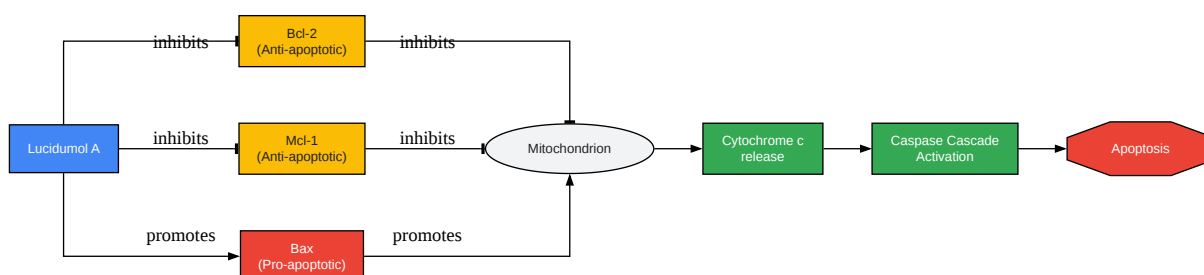 inhibits
Bcl-2
(Anti-apoptotic)
inhibits
Lucidumol A
inhibits
Mcl-1
(Anti-apoptotic)
inhibits
Mitochondrion
Cytochrome c
release
Caspase Cascade
Activation
Apoptosis
promotes
Bax
(Pro-apoptotic)
promotes